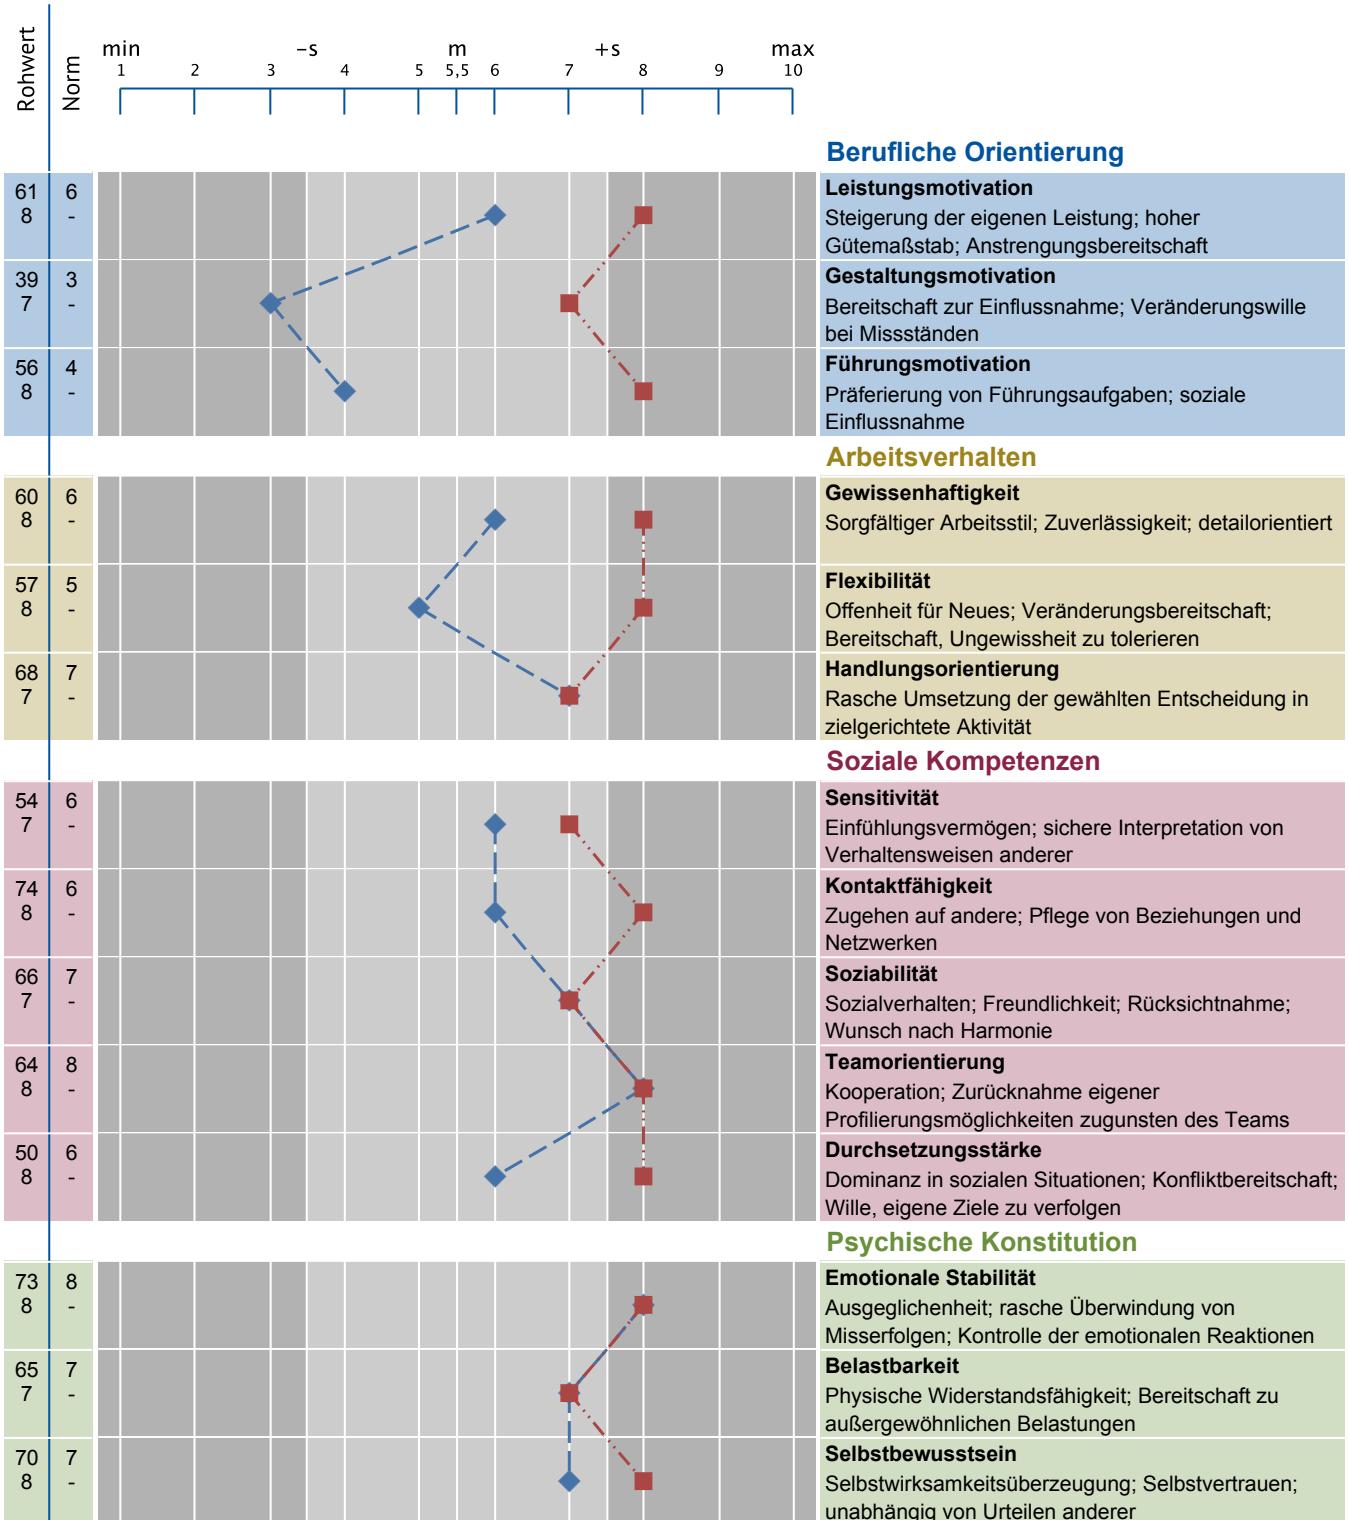 Rohwert
Norm
min -s m +s max
1 2 3 4 5 5,5 6 7 8 9 10
Berufliche Orientierung
61 6 Leistungsmotivation
8 - Steigerung der eigenen Leistung; hoher
Gütemaßstab; Anstrengungsbereitschaft
39 3 Gestaltungsmotivation
7 - Bereitschaft zur Einflussnahme; Veränderungswille
bei Missständen
56 4 Führungsmotivation
8 - Präferierung von Führungsaufgaben; soziale
Einflussnahme
Arbeitsverhalten
60 6 Gewissenhaftigkeit
8 - Sorgfältiger Arbeitsstil; Zuverlässigkeit; detailorientiert
57 5 Flexibilität
8 - Offenheit für Neues; Veränderungsbereitschaft;
Bereitschaft, Ungewissheit zu tolerieren
68 7 Handlungsorientierung
7 - Rasche Umsetzung der gewählten Entscheidung in
zielgerichtete Aktivität
Soziale Kompetenzen
54 6 Sensitivität
7 - Einfühlungsvermögen; sichere Interpretation von
Verhaltensweisen anderer
74 6 Kontaktfähigkeit
8 - Zugehen auf andere; Pflege von Beziehungen und
Netzwerken
66 7 Soziabilität
7 - Sozialverhalten; Freundlichkeit; Rücksichtnahme;
Wunsch nach Harmonie
64 8 Teamorientierung
8 - Kooperation; Zurücknahme eigener
Profilierungsmöglichkeiten zugunsten des Teams
50 6 Durchsetzungsstärke
8 - Dominanz in sozialen Situationen; Konfliktbereitschaft;
Wille, eigene Ziele zu verfolgen
Psychische Konstitution
73 8 Emotionale Stabilität
8 - Ausgeglichenheit; rasche Überwindung von
Misserfolgen; Kontrolle der emotionalen Reaktionen
65 7 Belastbarkeit
7 - Physische Widerstandsfähigkeit; Bereitschaft zu
außergewöhnlichen Belastungen
70 7 Selbstbewusstsein
8 - Selbstwirksamkeitsüberzeugung; Selbstvertrauen;
unabhängig von Urteilen anderer